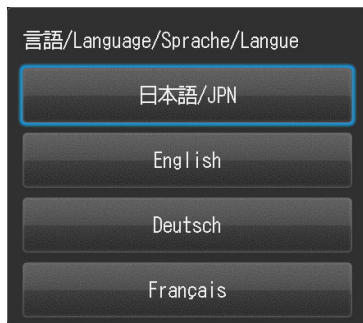 言語/Language/Sprache/Langue
日本語/JPN
English
Deutsch
Français